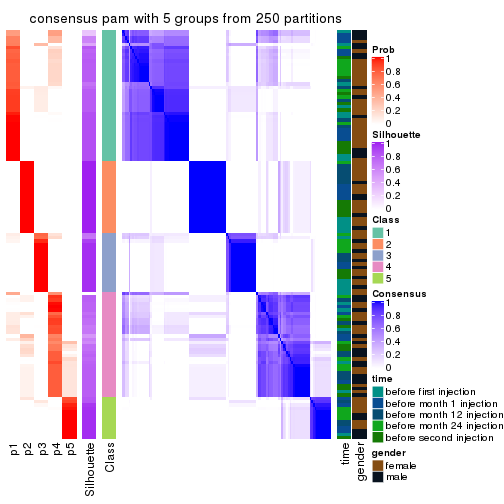 consensus pam with 5 groups from 250 partitions
Prob
1
0.8
0.6
0.4
0.2
0
Silhouette
1
0.8
0.6
0.4
0.2
0
Class
1
2
3
4
5
Consensus
1
0.8
0.6
0.4
0.2
0
time
before first injection
before month 1 injection
before month 12 injection
before month 24 injection
before second injection
gender
female
male
p1
p2
p3
p4
p5
Silhouette
Class
time
gender